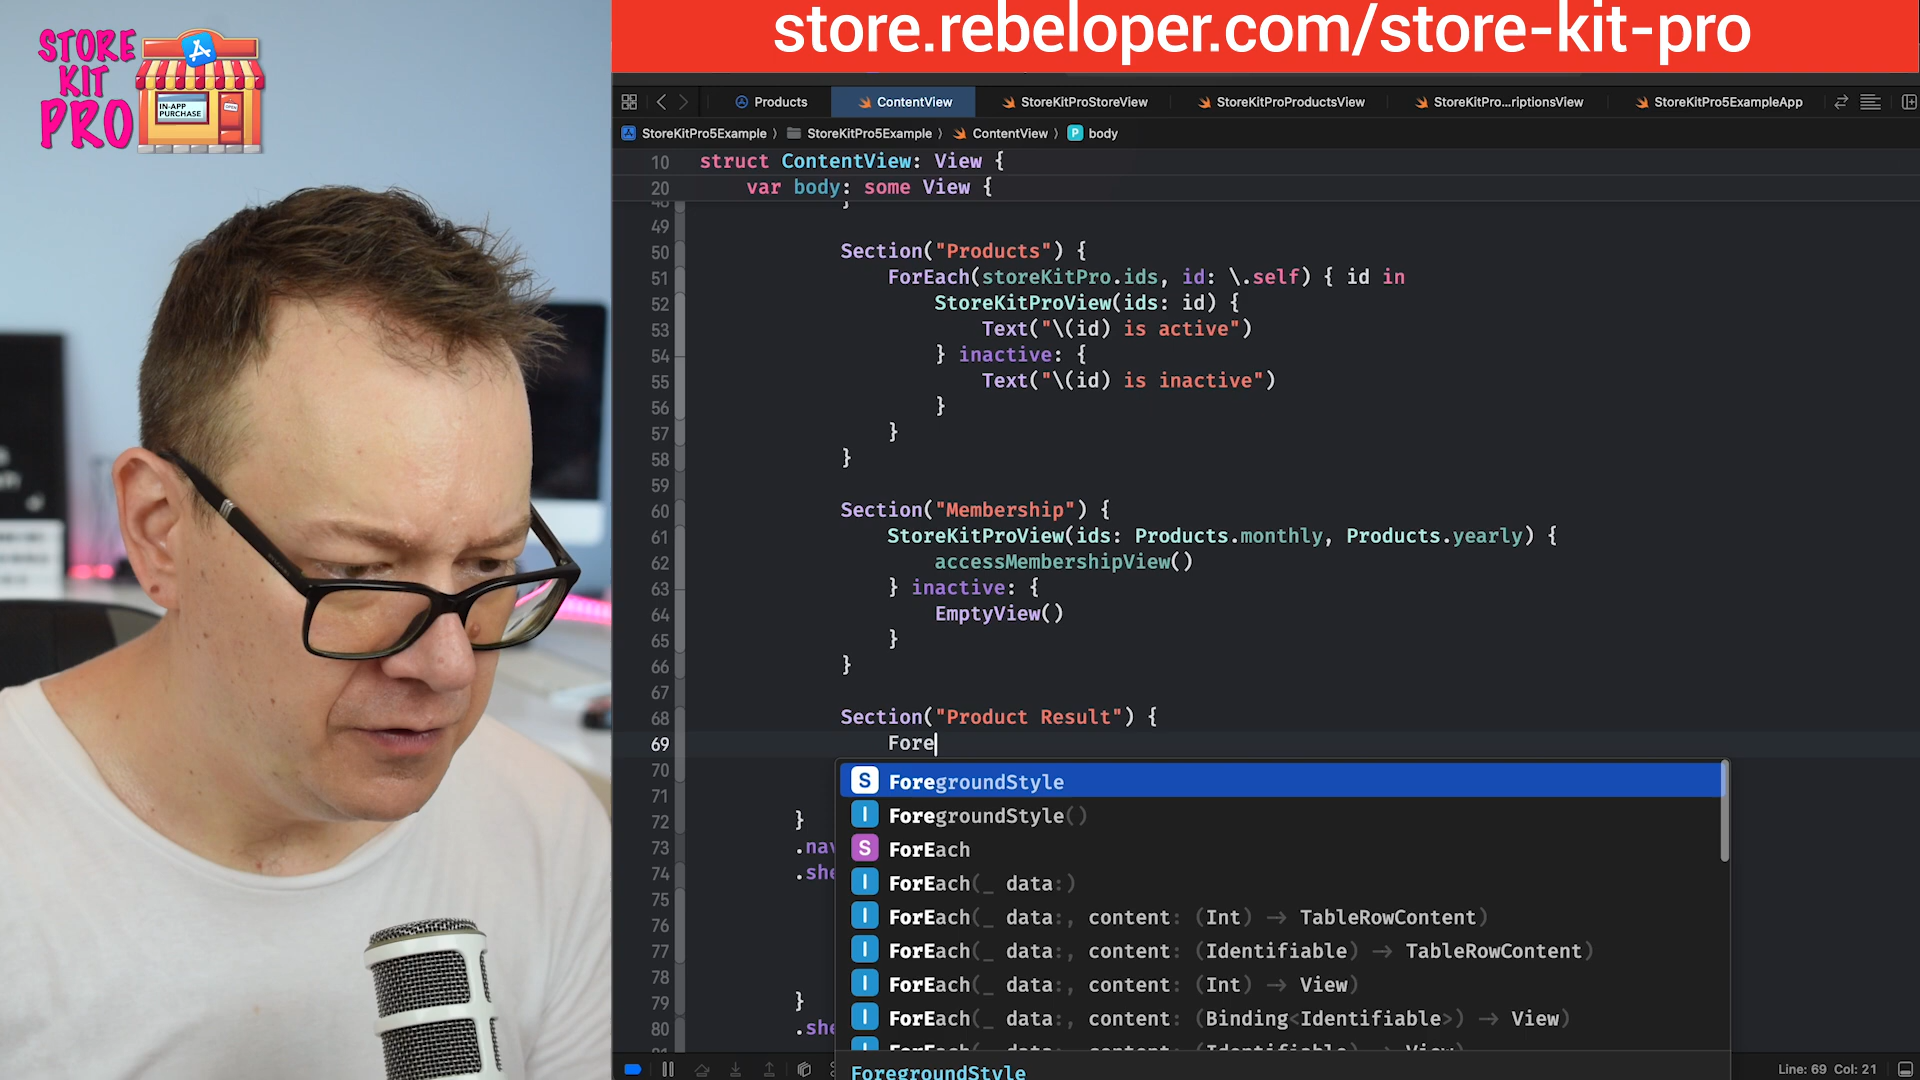 STORE
KIT
PRO
IN-APP
PURCHASE
OPEN
store.rebeloper.com/store-kit-pro
Products
ContentView
StoreKitProStoreView
StoreKitProProductsView
StoreKitPro...riptionsView
StoreKitPro5ExampleApp
StoreKitPro5Example ⟩ StoreKitPro5Example ⟩ ContentView ⟩ P body
10 struct ContentView: View {
20 var body: some View {
48 }
49
50 Section("Products") {
51 ForEach(storeKitPro.ids, id: \.self) { id in
52 StoreKitProView(ids: id) {
53 Text("\(id) is active")
54 } inactive: {
55 Text("\(id) is inactive")
56 }
57 }
58 }
59
60 Section("Membership") {
61 StoreKitProView(ids: Products.monthly, Products.yearly) {
62 accessMembershipView()
63 } inactive: {
64 EmptyView()
65 }
66 }
67
68 Section("Product Result") {
69 Fore
70
71
72 }
73 .nav
74 .she
75
76
77
78
79 }
80 .she
S ForegroundStyle
I ForegroundStyle()
S ForEach
I ForEach(_ data:)
I ForEach(_ data:, content: (Int) → TableRowContent)
I ForEach(_ data:, content: (Identifiable) → TableRowContent)
I ForEach(_ data:, content: (Int) → View)
I ForEach(_ data:, content: (Binding<Identifiable>) → View)
I ForEach(_ data:, content: (Identifiable) → View)
ForegroundStyle
Line: 69 Col: 21